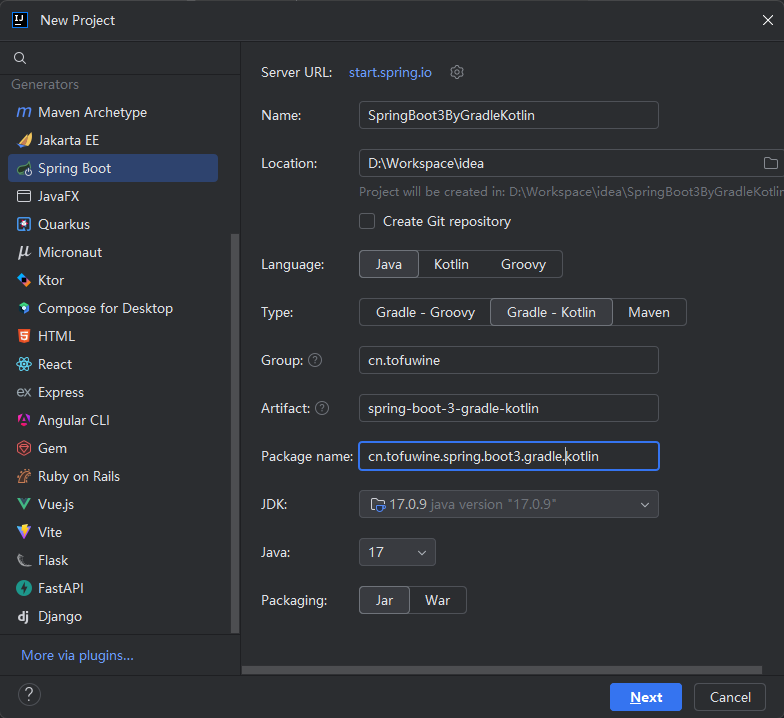 New Project
Generators
Maven Archetype
Jakarta EE
Spring Boot
JavaFX
Quarkus
Micronaut
Ktor
Compose for Desktop
HTML
React
Express
Angular CLI
Gem
Ruby on Rails
Vue.js
Vite
Flask
FastAPI
Django
More via plugins...
Server URL: start.spring.io
Name: SpringBoot3ByGradleKotlin
Location: D:\Workspace\idea
Project will be created in: D:\Workspace\idea\SpringBoot3ByGradleKotlin
Create Git repository
Language: Java Kotlin Groovy
Type: Gradle - Groovy Gradle - Kotlin Maven
Group: ? cn.tofuwine
Artifact: ? spring-boot-3-gradle-kotlin
Package name: cn.tofuwine.spring.boot3.gradle.kotlin
JDK: 17.0.9 java version "17.0.9"
Java: 17
Packaging: Jar War
? Next Cancel